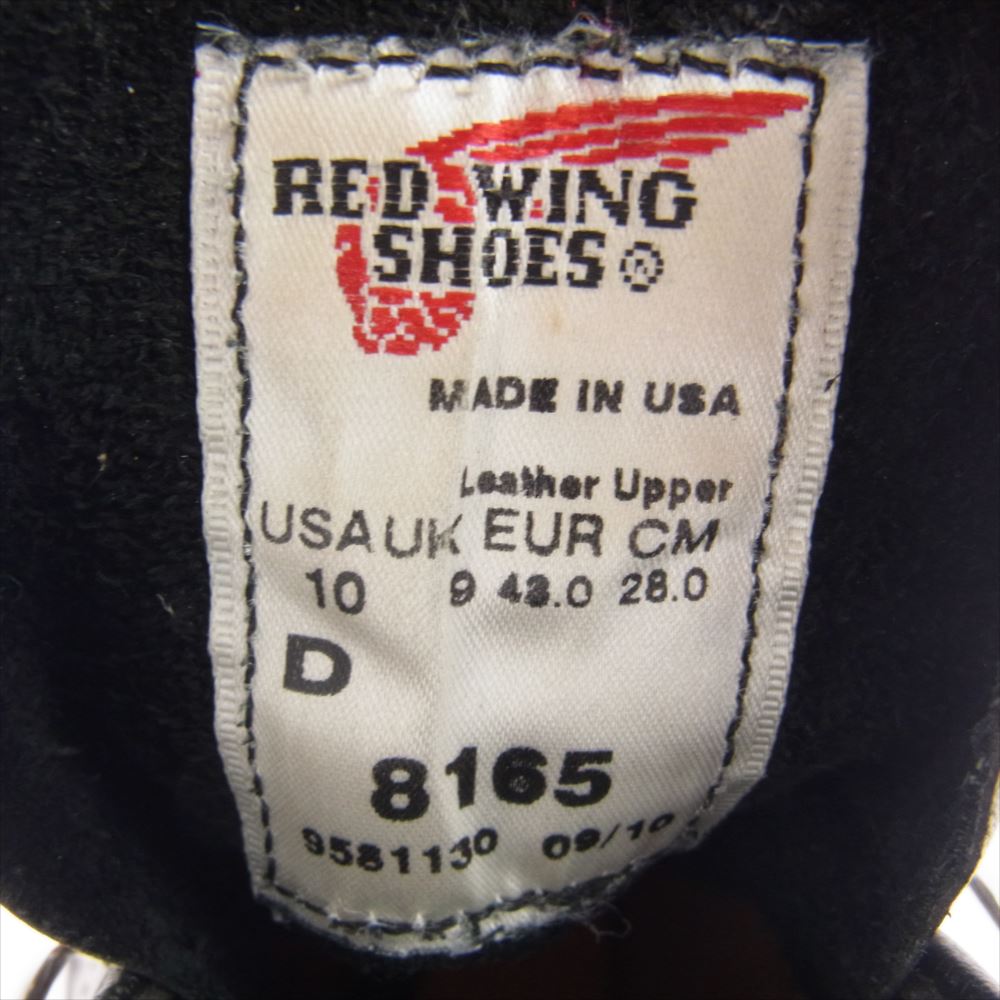 RED WING
SHOES®
MADE IN USA
Leather Upper
USA UK EUR CM
10 9 43.0 28.0
D
8165
9581130 09/10